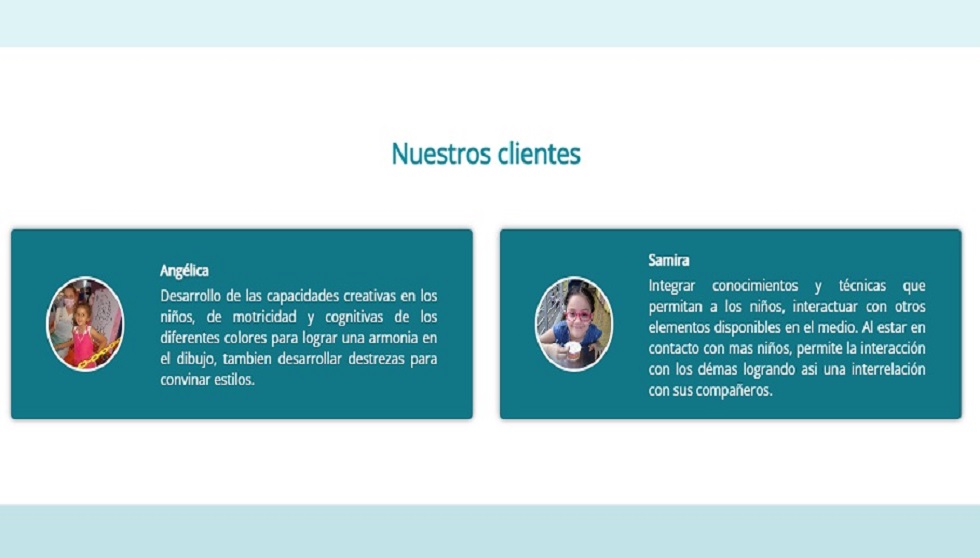 Nuestros clientes
Angélica
Desarrollo de las capacidades creativas en los
niños, de motricidad y cognitivas de los
diferentes colores para lograr una armonia en
el dibujo, tambien desarrollar destrezas para
convinar estilos.
Samira
Integrar conocimientos y técnicas que
permitan a los niños, interactuar con otros
elementos disponibles en el medio. Al estar en
contacto con mas niños, permite la interacción
con los démas logrando asi una interrelación
con sus compañeros.